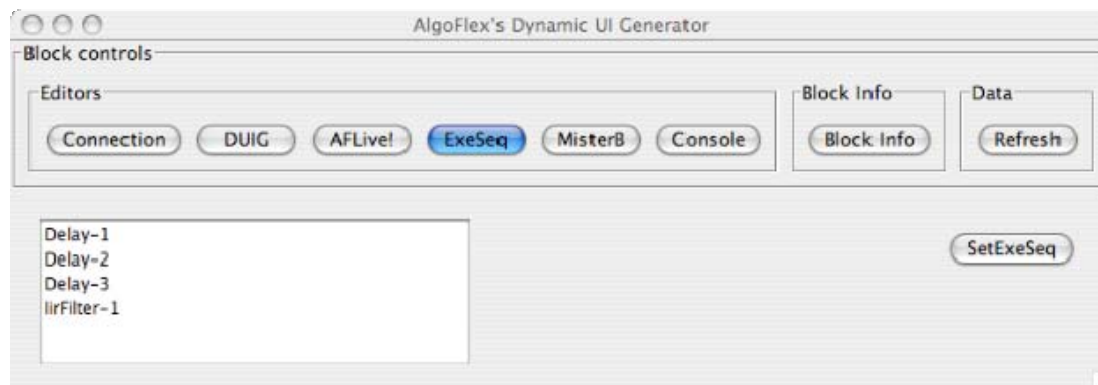 AlgoFlex's Dynamic UI Generator
Block controls
Editors
Block Info
Data
Connection
DUIG
AFLive!
ExeSeq
MisterB
Console
Block Info
Refresh
Delay-1
Delay-2
Delay-3
IirFilter-1
SetExeSeq